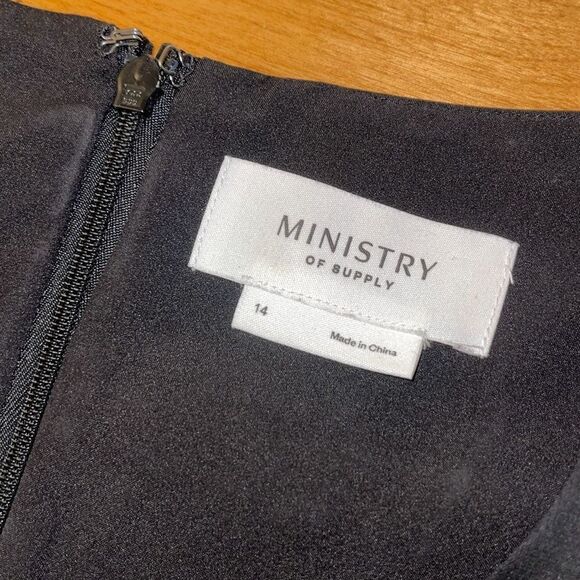 MINISTRY
OF SUPPLY
14
Made in China